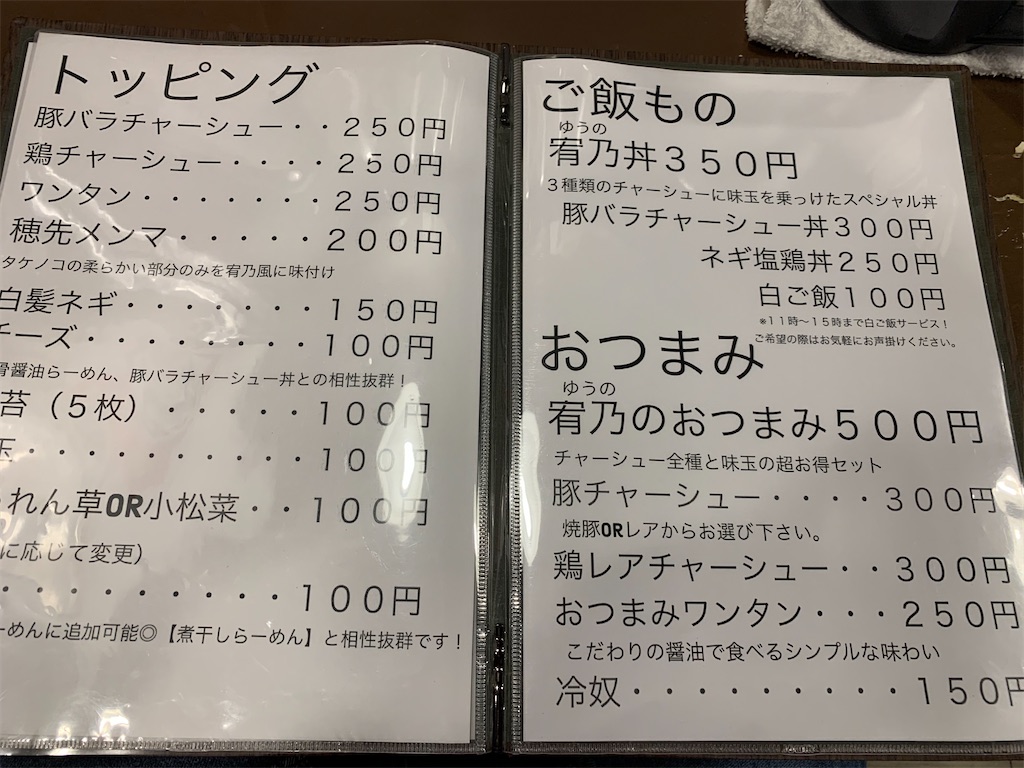 トッピング
豚バラチャーシュー・・２５０円
鶏チャーシュー・・・・２５０円
ワンタン・・・・・・・２５０円
穂先メンマ・・・・・２００円
タケノコの柔らかい部分のみを宥乃風に味付け
白髪ネギ・・・・・・・１５０円
チーズ・・・・・・・・１００円
骨醤油らーめん、豚バラチャーシュー丼との相性抜群！
苔（５枚）・・・・・１００円
玉・・・・・・・・・・１００円
れん草OR小松菜・・１００円
に応じて変更）
・・・・・・・・・・１００円
ーめんに追加可能◎【煮干しらーめん】と相性抜群です！
ご飯もの
ゆうの
宥乃丼３５０円
３種類のチャーシューに味玉を乗っけたスペシャル丼
豚バラチャーシュー丼３００円
ネギ塩鶏丼２５０円
白ご飯１００円
※１１時〜１５時まで白ご飯サービス！
ご希望の際はお気軽にお声掛けください。
おつまみ
ゆうの
宥乃のおつまみ５００円
チャーシュー全種と味玉の超お得セット
豚チャーシュー・・・・３００円
焼豚ORレアからお選び下さい。
鶏レアチャーシュー・・３００円
おつまみワンタン・・・２５０円
こだわりの醤油で食べるシンプルな味わい
冷奴・・・・・・・・・・１５０円